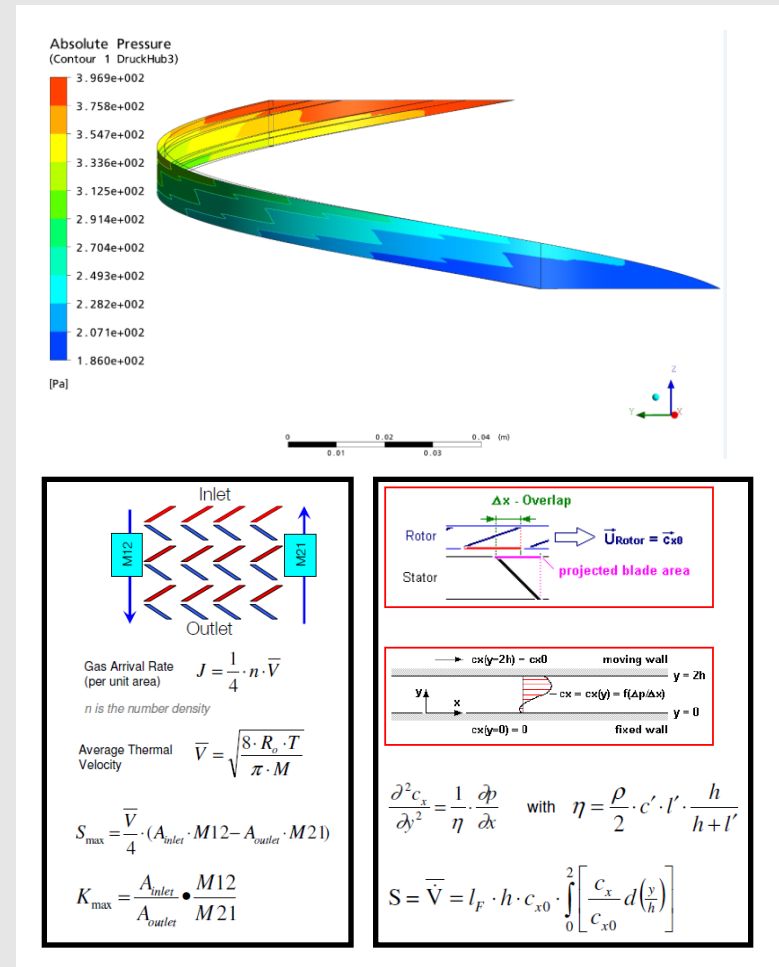 Absolute Pressure
(Contour 1 DruckHub3)
3.969e+002
3.758e+002
3.547e+002
3.336e+002
3.125e+002
2.914e+002
2.704e+002
2.493e+002
2.282e+002
2.071e+002
1.860e+002
[Pa]
Z
Y X
0 0.02 0.04 (m)
0.01 0.03
Inlet
M12 M21
Outlet
Gas Arrival Rate
(per unit area)
J = 1/4 · n · V̅
n is the number density
Average Thermal
Velocity
V̅ = √(8 · R_o · T / π · M)
S_max = V̅/4 · (A_inlet · M12 – A_outlet · M21)
K_max = A_inlet/A_outlet • M12/M21
Δx - Overlap
Rotor
U⃗Rotor = c⃗x0
projected blade area
Stator
cx(y=2h) = cx0 moving wall
y = 2h
cx = cx(y) = f(Δp/Δx)
y
x
y = 0
cx(y=0) = 0 fixed wall
∂²c_x/∂y² = 1/η · ∂p/∂x with η = ρ/2 · c′ · l′ · h/(h + l′)
S = V̇̅ = l_F · h · c_x0 · ∫₀² [c_x/c_x0 d(y/h)]